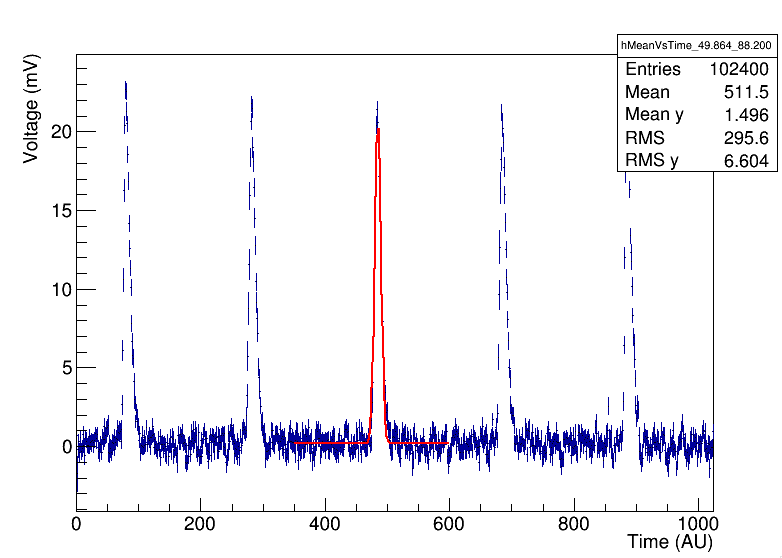 hMeanVsTime_49.864_88.200
Entries 102400
Mean 511.5
Mean y 1.496
RMS 295.6
RMS y 6.604
Voltage (mV)
20
15
10
5
0
0 200 400 600 800 1000
Time (AU)